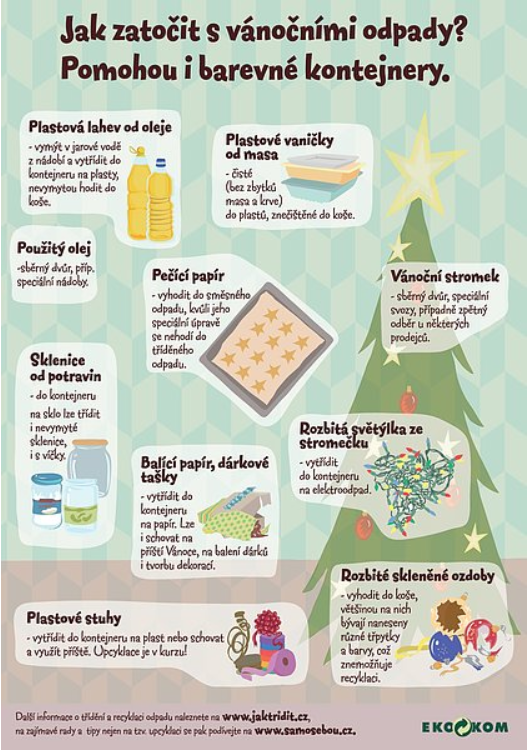 Jak zatočit s vánočními odpady?
Pomohou i barevné kontejnery.
Plastová lahev od oleje
- vymýt v jarové vodě
z nádobí a vytřídit do
kontejneru na plasty,
nevymytou hodit do
koše.
Plastové vaničky
od masa
- čisté
(bez zbytků
masa a krve)
do plastů, znečištěné do koše.
Použitý olej
-sběrný dvůr, příp.
speciální nádoby.
Pečící papír
- vyhodit do směsného
odpadu, kvůli jeho
speciální úpravě
se nehodí do
tříděného
odpadu.
Vánoční stromek
- sběrný dvůr, speciální
svozy, případně zpětný
odběr u některých
prodejců.
Sklenice
od potravin
- do kontejneru
na sklo lze třídit
i nevymyté
sklenice,
i s víčky.
Rozbitá světýlka ze
stromečku
- vytřídit
do kontejneru
na elektroodpad.
Balící papír, dárkové
tašky
- vytřídit do
kontejneru
na papír. Lze
i schovat na
příští Vánoce, na balení dárků
i tvorbu dekorací.
Rozbité skleněné ozdoby
- vyhodit do koše,
většinou na nich
bývají naneseny
různé třpytky
a barvy, což
znemožňuje
recyklaci.
Plastové stuhy
- vytřídit do kontejneru na plast nebo schovat
a využít příště. Upcyklace je v kurzu!
Další informace o třídění a recyklaci odpadu naleznete na www.jaktridit.cz,
na zajímavé rady a tipy nejen na tzv. upcyklaci se pak podívejte na www.samosebou.cz.
EKO KOM